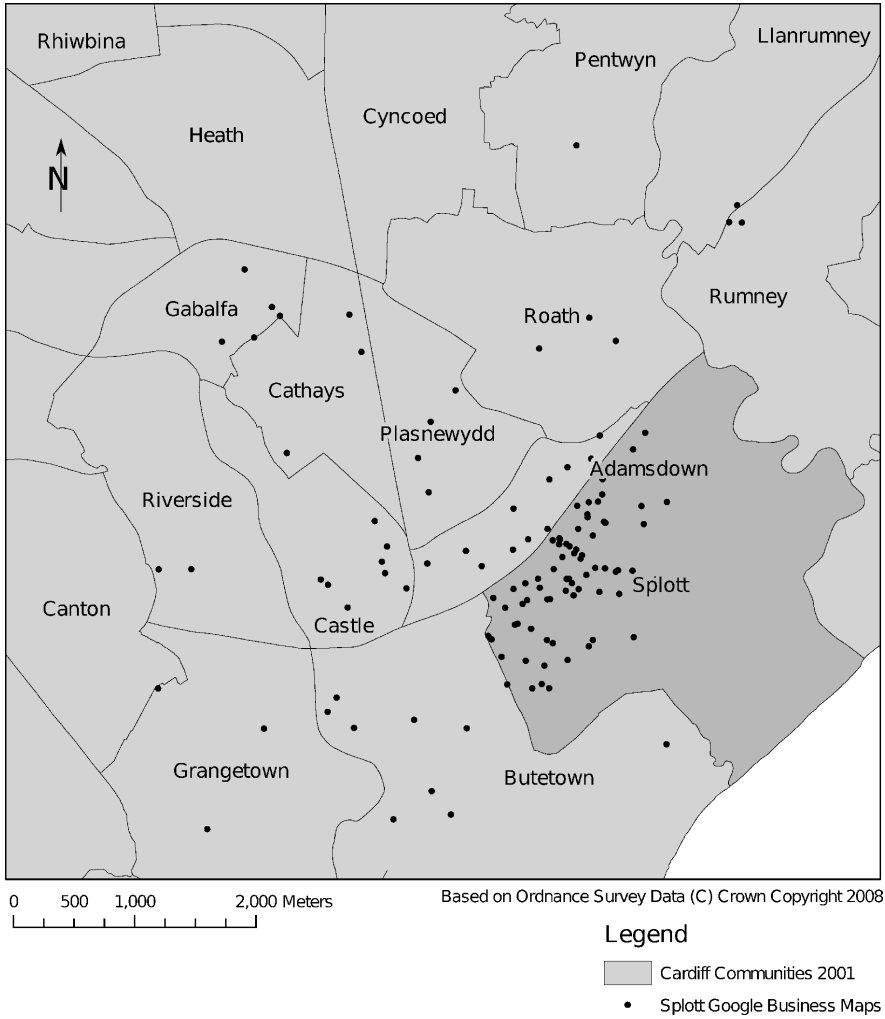 Rhiwbina
Llanrumney
Pentwyn
Cyncoed
Heath
N
Gabalfa
Roath
Rumney
Cathays
Plasnewydd
Adamsdown
Riverside
Splott
Canton
Castle
Grangetown
Butetown
0 500 1,000 2,000 Meters
Based on Ordnance Survey Data (C) Crown Copyright 2008
Legend
Cardiff Communities 2001
Splott Google Business Maps